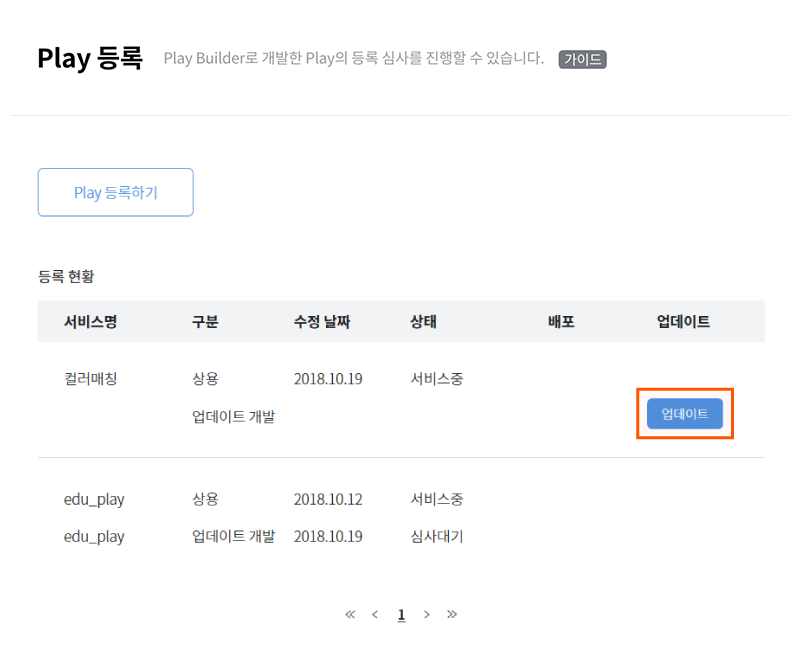 Play 등록 Play Builder로 개발한 Play의 등록 심사를 진행할 수 있습니다. 가이드
Play 등록하기
등록 현황
서비스명 구분 수정 날짜 상태 배포 업데이트
컬러매칭 상용 2018.10.19 서비스중
업데이트 개발 업데이트
edu_play 상용 2018.10.12 서비스중
edu_play 업데이트 개발 2018.10.19 심사대기
« < 1 > »